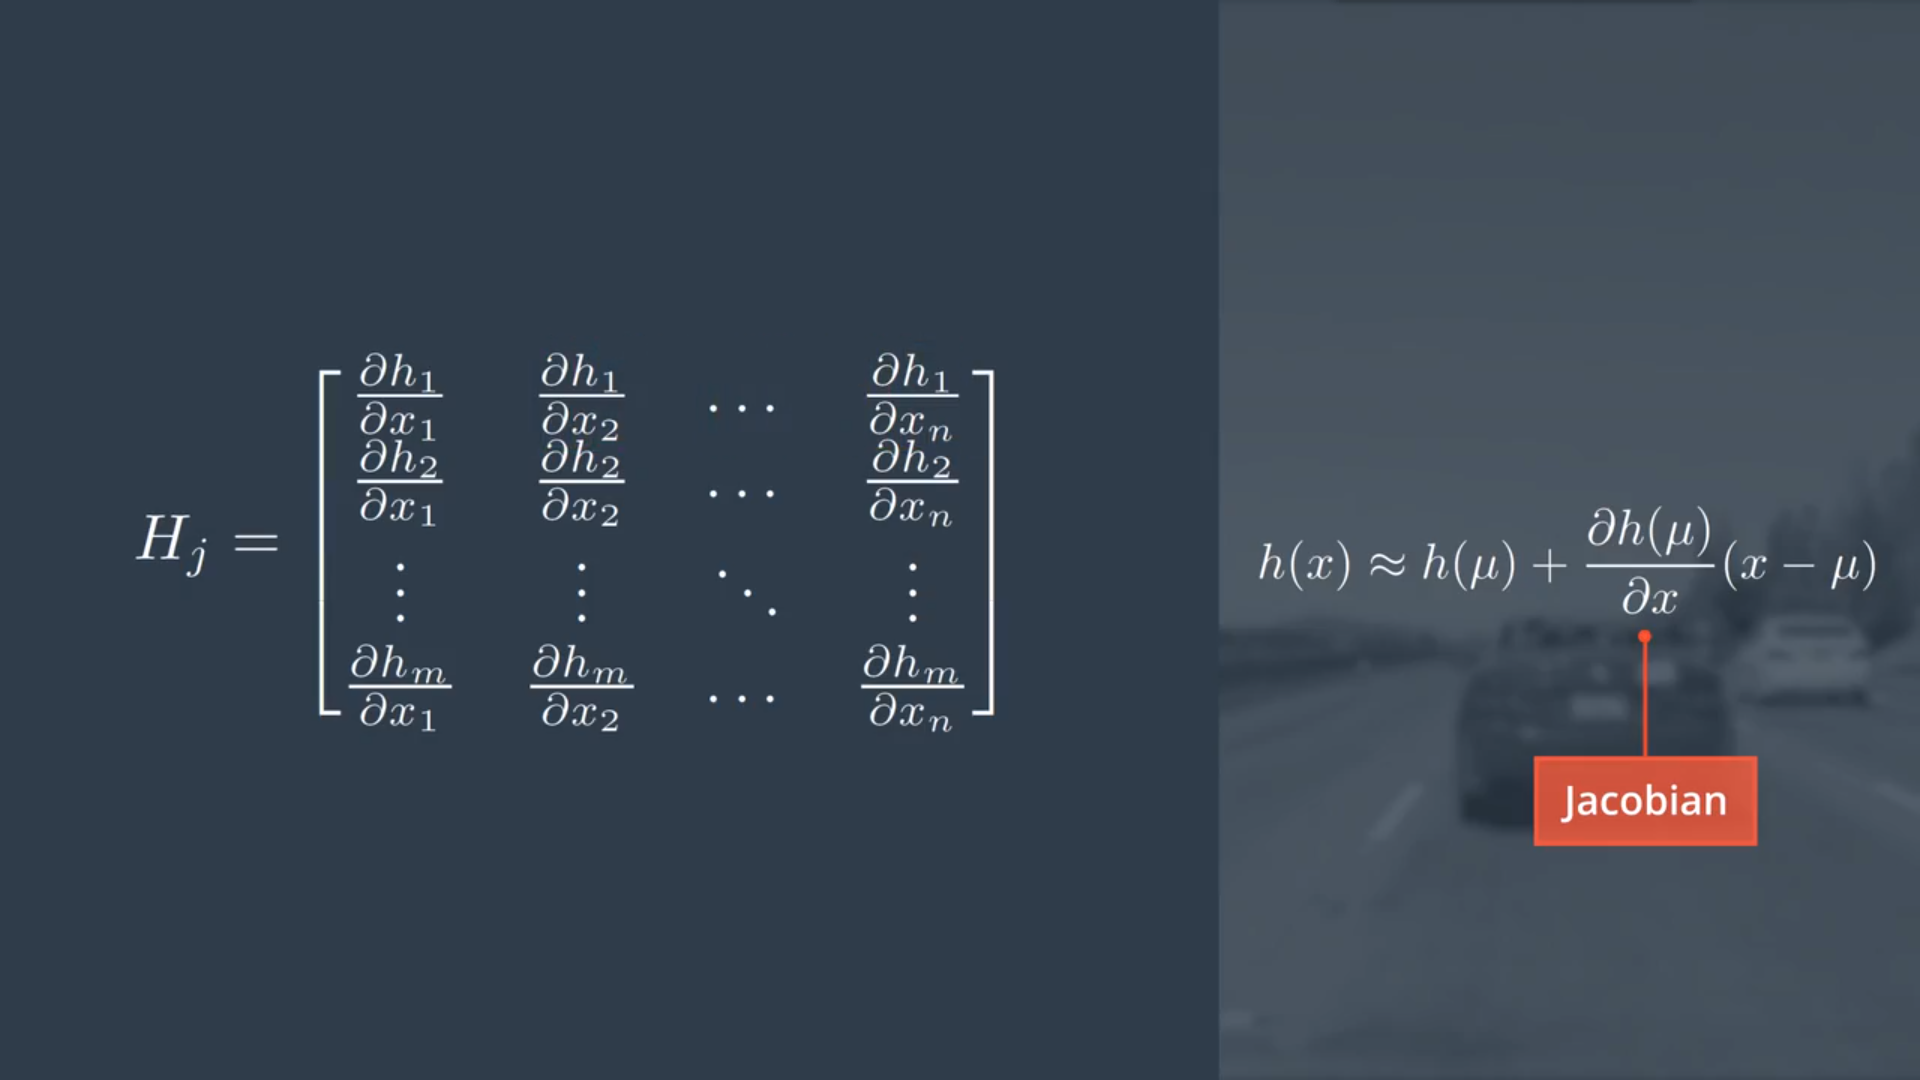 H_j = \begin{bmatrix} \frac{\partial h_1}{\partial x_1} & \frac{\partial h_1}{\partial x_2} & \cdots & \frac{\partial h_1}{\partial x_n} \\ \frac{\partial h_2}{\partial x_1} & \frac{\partial h_2}{\partial x_2} & \cdots & \frac{\partial h_2}{\partial x_n} \\ \vdots & \vdots & \ddots & \vdots \\ \frac{\partial h_m}{\partial x_1} & \frac{\partial h_m}{\partial x_2} & \cdots & \frac{\partial h_m}{\partial x_n} \end{bmatrix}
h(x) \approx h(\mu) + \frac{\partial h(\mu)}{\partial x}(x - \mu)
Jacobian